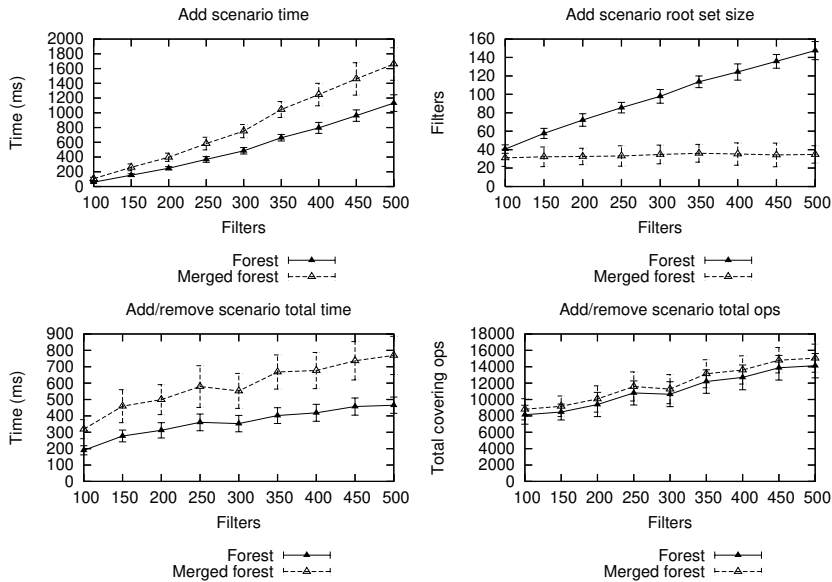 Add scenario time
2000
1800
1600
1400
1200
1000
800
600
400
200
0
Time (ms)
100 150 200 250 300 350 400 450 500
Filters
Forest
Merged forest
Add scenario root set size
160
140
120
100
80
60
40
20
0
Filters
100 150 200 250 300 350 400 450 500
Filters
Forest
Merged forest
Add/remove scenario total time
900
800
700
600
500
400
300
200
100
0
Time (ms)
100 150 200 250 300 350 400 450 500
Filters
Forest
Merged forest
Add/remove scenario total ops
18000
16000
14000
12000
10000
8000
6000
4000
2000
0
Total covering ops
100 150 200 250 300 350 400 450 500
Filters
Forest
Merged forest